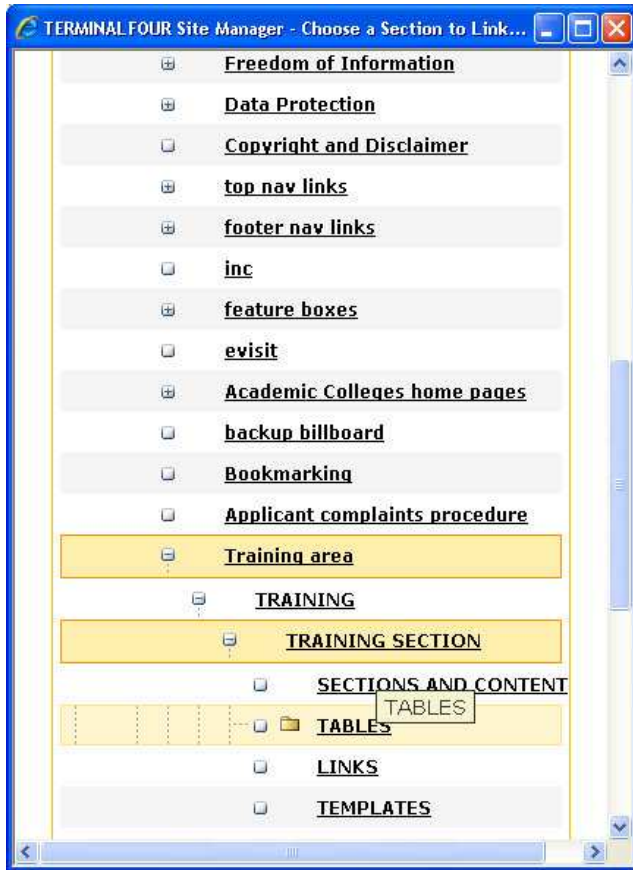 TERMINALFOUR Site Manager - Choose a Section to Link...
Freedom of Information
Data Protection
Copyright and Disclaimer
top nav links
footer nav links
inc
feature boxes
evisit
Academic Colleges home pages
backup billboard
Bookmarking
Applicant complaints procedure
Training area
TRAINING
TRAINING SECTION
SECTIONS AND CONTENT
TABLES
TABLES
LINKS
TEMPLATES